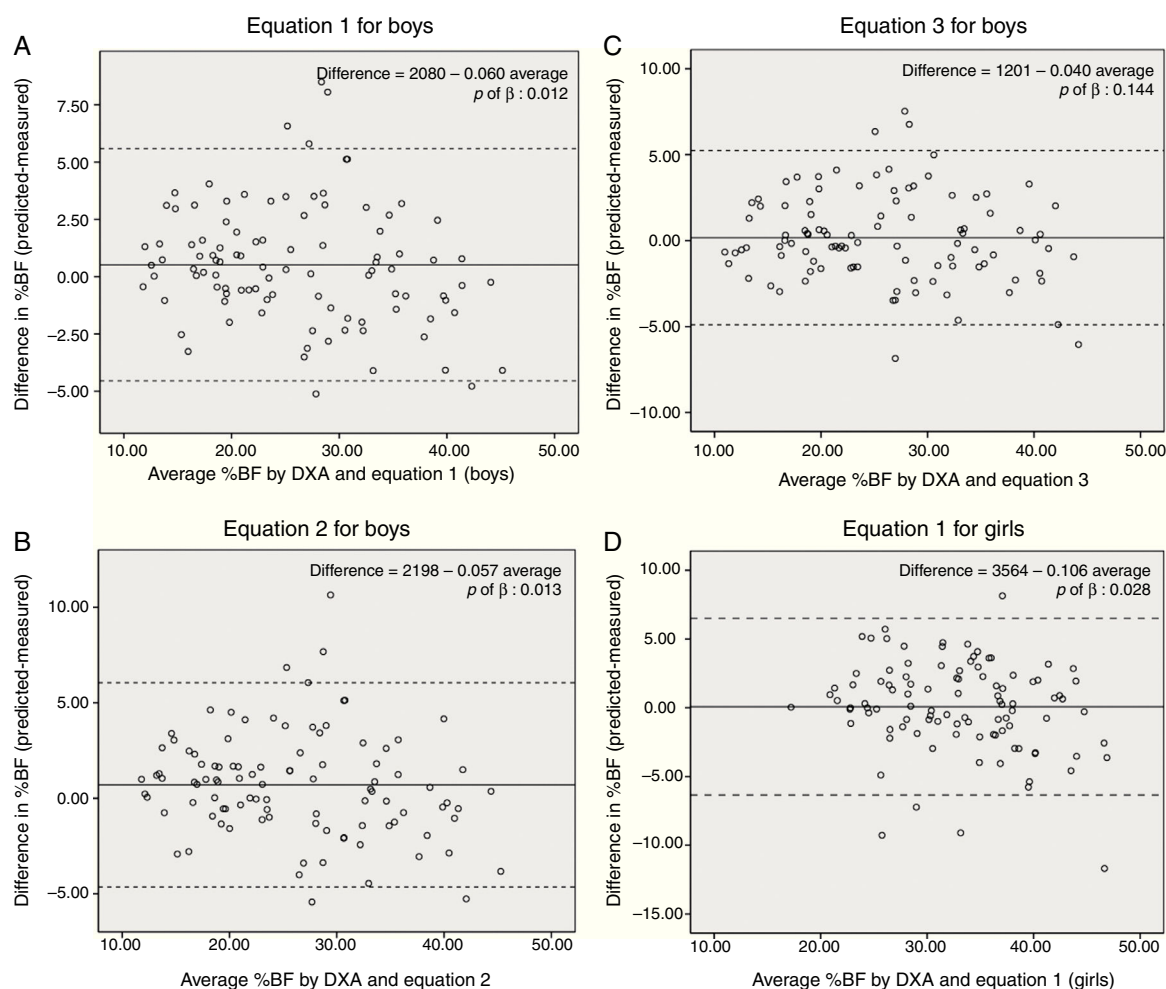 A
Equation 1 for boys
Difference = 2080 – 0.060 average
p of β : 0.012
Difference in %BF (predicted-measured)
7.50
5.00
2.50
0.00
–2.50
–5.00
10.00 20.00 30.00 40.00 50.00
Average %BF by DXA and equation 1 (boys)
C
Equation 3 for boys
Difference = 1201 – 0.040 average
p of β : 0.144
Difference in %BF (predicted-measured)
10.00
5.00
0.00
–5.00
–10.00
10.00 20.00 30.00 40.00 50.00
Average %BF by DXA and equation 3
B
Equation 2 for boys
Difference = 2198 – 0.057 average
p of β : 0.013
Difference in %BF (predicted-measured)
10.00
5.00
0.00
–5.00
10.00 20.00 30.00 40.00 50.00
Average %BF by DXA and equation 2
D
Equation 1 for girls
Difference = 3564 – 0.106 average
p of β : 0.028
Difference in %BF (predicted-measured)
10.00
5.00
0.00
–5.00
–10.00
–15.00
10.00 20.00 30.00 40.00 50.00
Average %BF by DXA and equation 1 (girls)